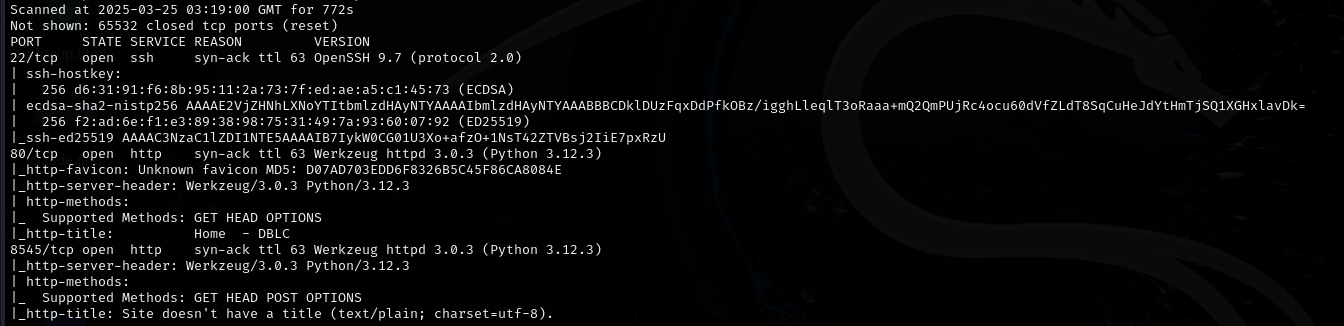 Scanned at 2025-03-25 03:19:00 GMT for 772s
Not shown: 65532 closed tcp ports (reset)
PORT     STATE SERVICE REASON         VERSION
22/tcp   open  ssh     syn-ack ttl 63 OpenSSH 9.7 (protocol 2.0)
| ssh-hostkey:
|   256 d6:31:91:f6:8b:95:11:2a:73:7f:ed:ae:a5:c1:45:73 (ECDSA)
| ecdsa-sha2-nistp256 AAAAE2VjZHNhLXNoYTItbmlzdHAyNTYAAAAIbmlzdHAyNTYAAABBBCDklDUzFqxDdPfkOBz/igghLleqlT3oRaaa+mQ2QmPUjRc4ocu60dVfZLdT8SqCuHeJdYtHmTjSQ1XGHxlavDk=
|   256 f2:ad:6e:f1:e3:89:38:98:75:31:49:7a:93:60:07:92 (ED25519)
|_ssh-ed25519 AAAAC3NzaC1lZDI1NTE5AAAAIB7IykW0CG01U3Xo+afzO+1NsT42ZTVBsj2IiE7pxRzU
80/tcp   open  http    syn-ack ttl 63 Werkzeug httpd 3.0.3 (Python 3.12.3)
|_http-favicon: Unknown favicon MD5: D07AD703EDD6F8326B5C45F86CA8084E
|_http-server-header: Werkzeug/3.0.3 Python/3.12.3
| http-methods:
|_  Supported Methods: GET HEAD OPTIONS
|_http-title:          Home  - DBLC
8545/tcp open  http    syn-ack ttl 63 Werkzeug httpd 3.0.3 (Python 3.12.3)
|_http-server-header: Werkzeug/3.0.3 Python/3.12.3
| http-methods:
|_  Supported Methods: GET HEAD POST OPTIONS
|_http-title: Site doesn't have a title (text/plain; charset=utf-8).